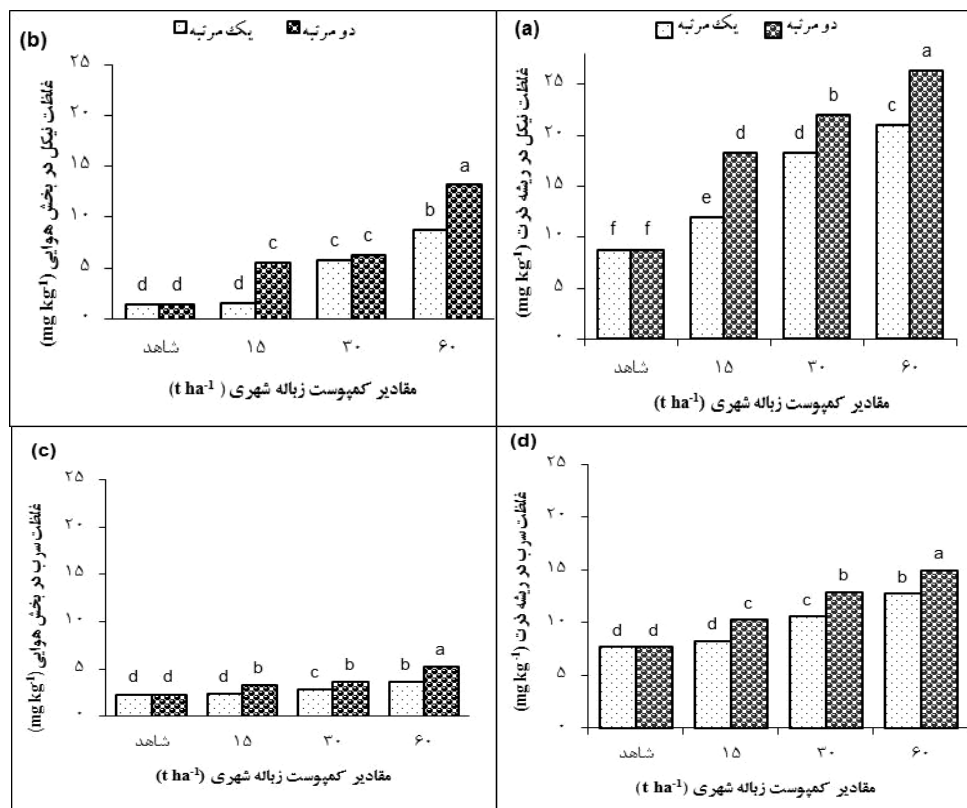 (b)
یک مرتبه دو مرتبه
غلظت نیکل در بخش هوایی (mg kg-1)
۲۵
۲۰
۱۵
۱۰
۵
۰
d d d c c c b a
شاهد ۱۵ ۳۰ ۶۰
مقادیر کمپوست زباله شهری (t ha-1)
(a)
یک مرتبه دو مرتبه
غلظت نیکل در ریشه ذرت (mg kg-1)
۲۵
۲۰
۱۵
۱۰
۵
۰
f f e d d b c a
شاهد ۱۵ ۳۰ ۶۰
مقادیر کمپوست زباله شهری (t ha-1)
(c)
غلظت سرب در بخش هوایی (mg kg-1)
۲۵
۲۰
۱۵
۱۰
۵
۰
d d d b c b b a
شاهد ۱۵ ۳۰ ۶۰
مقادیر کمپوست زباله شهری (t ha-1)
(d)
غلظت سرب در ریشه ذرت (mg kg-1)
۲۵
۲۰
۱۵
۱۰
۵
۰
d d d c c b b a
شاهد ۱۵ ۳۰ ۶۰
مقادیر کمپوست زباله شهری (t ha-1)